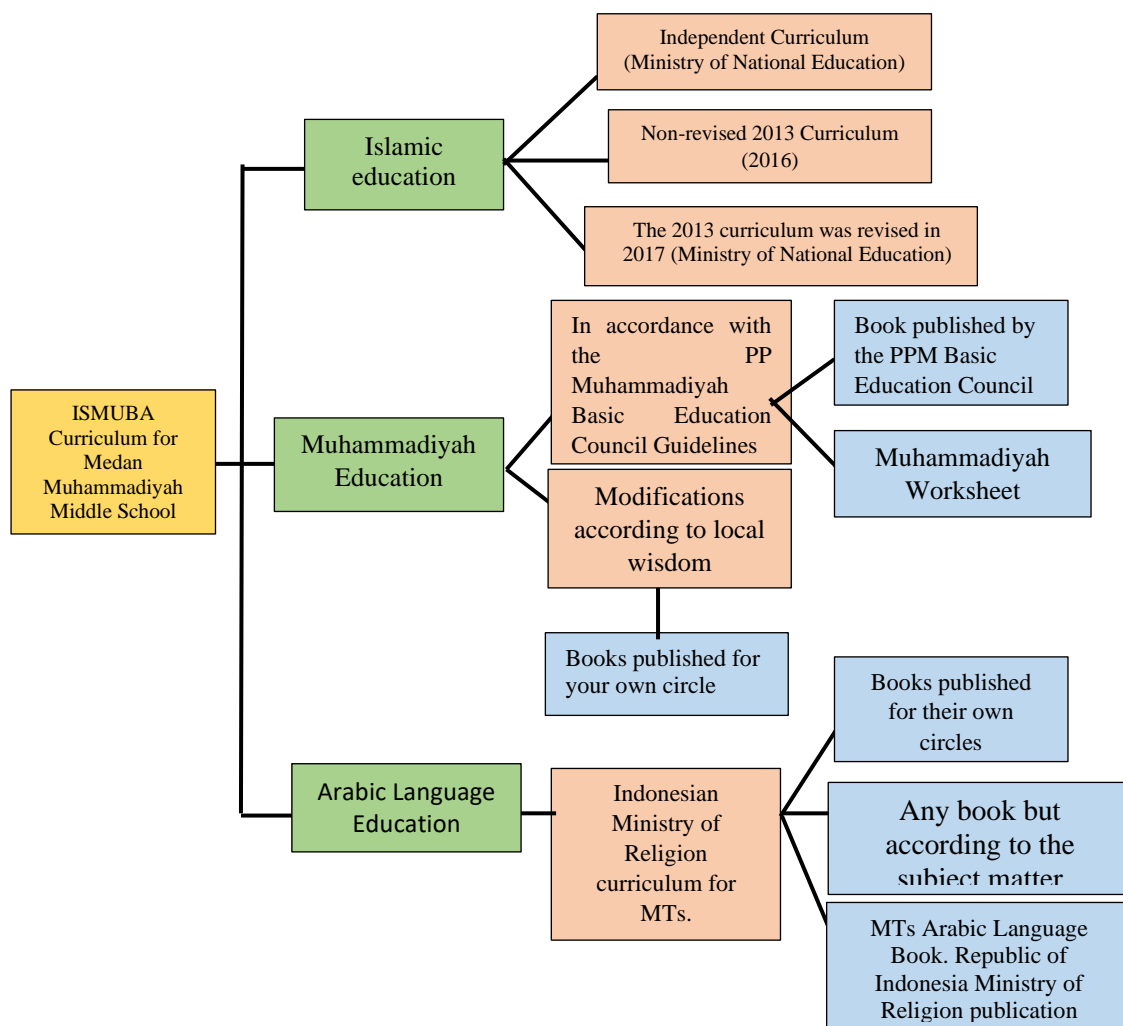 Independent Curriculum
(Ministry of National Education)
Non-revised 2013 Curriculum
(2016)
Islamic
education
The 2013 curriculum was revised in
2017 (Ministry of National Education)
In accordance with
the PP
Muhammadiyah
Basic Education
Council Guidelines
Book published by
the PPM Basic
Education Council
ISMUBA
Curriculum for
Medan
Muhammadiyah
Middle School
Muhammadiyah
Education
Muhammadiyah
Worksheet
Modifications
according to local
wisdom
Books published for
your own circle
Books published
for their own
circles
Arabic Language
Education
Indonesian
Ministry of
Religion
curriculum for
MTs.
Any book but
according to the
subject matter
MTs Arabic Language
Book. Republic of
Indonesia Ministry of
Religion publication